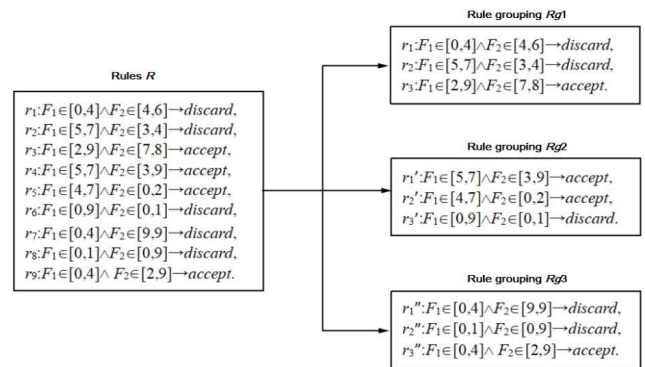 Rules R
r₁:F₁∈[0,4]∧F₂∈[4,6]→discard,
r₂:F₁∈[5,7]∧F₂∈[3,4]→discard,
r₃:F₁∈[2,9]∧F₂∈[7,8]→accept,
r₄:F₁∈[5,7]∧F₂∈[3,9]→accept,
r₅:F₁∈[4,7]∧F₂∈[0,2]→accept,
r₆:F₁∈[0,9]∧F₂∈[0,1]→discard,
r₇:F₁∈[0,4]∧F₂∈[9,9]→discard,
r₈:F₁∈[0,1]∧F₂∈[0,9]→discard,
r₉:F₁∈[0,4]∧ F₂∈[2,9]→accept.
Rule grouping Rg1
r₁:F₁∈[0,4]∧F₂∈[4,6]→discard,
r₂:F₁∈[5,7]∧F₂∈[3,4]→discard,
r₃:F₁∈[2,9]∧F₂∈[7,8]→accept.
Rule grouping Rg2
r₁′:F₁∈[5,7]∧F₂∈[3,9]→accept,
r₂′:F₁∈[4,7]∧F₂∈[0,2]→accept,
r₃′:F₁∈[0,9]∧F₂∈[0,1]→discard.
Rule grouping Rg3
r₁″:F₁∈[0,4]∧F₂∈[9,9]→discard,
r₂″:F₁∈[0,1]∧F₂∈[0,9]→discard,
r₃″:F₁∈[0,4]∧ F₂∈[2,9]→accept.